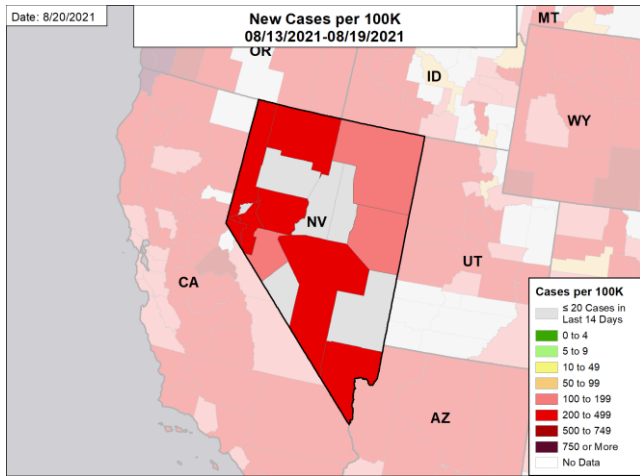 Date: 8/20/2021
New Cases per 100K
08/13/2021-08/19/2021
MT
OR
ID
WY
NV
UT
CA
AZ
Cases per 100K
≤ 20 Cases in
Last 14 Days
0 to 4
5 to 9
10 to 49
50 to 99
100 to 199
200 to 499
500 to 749
750 or More
No Data